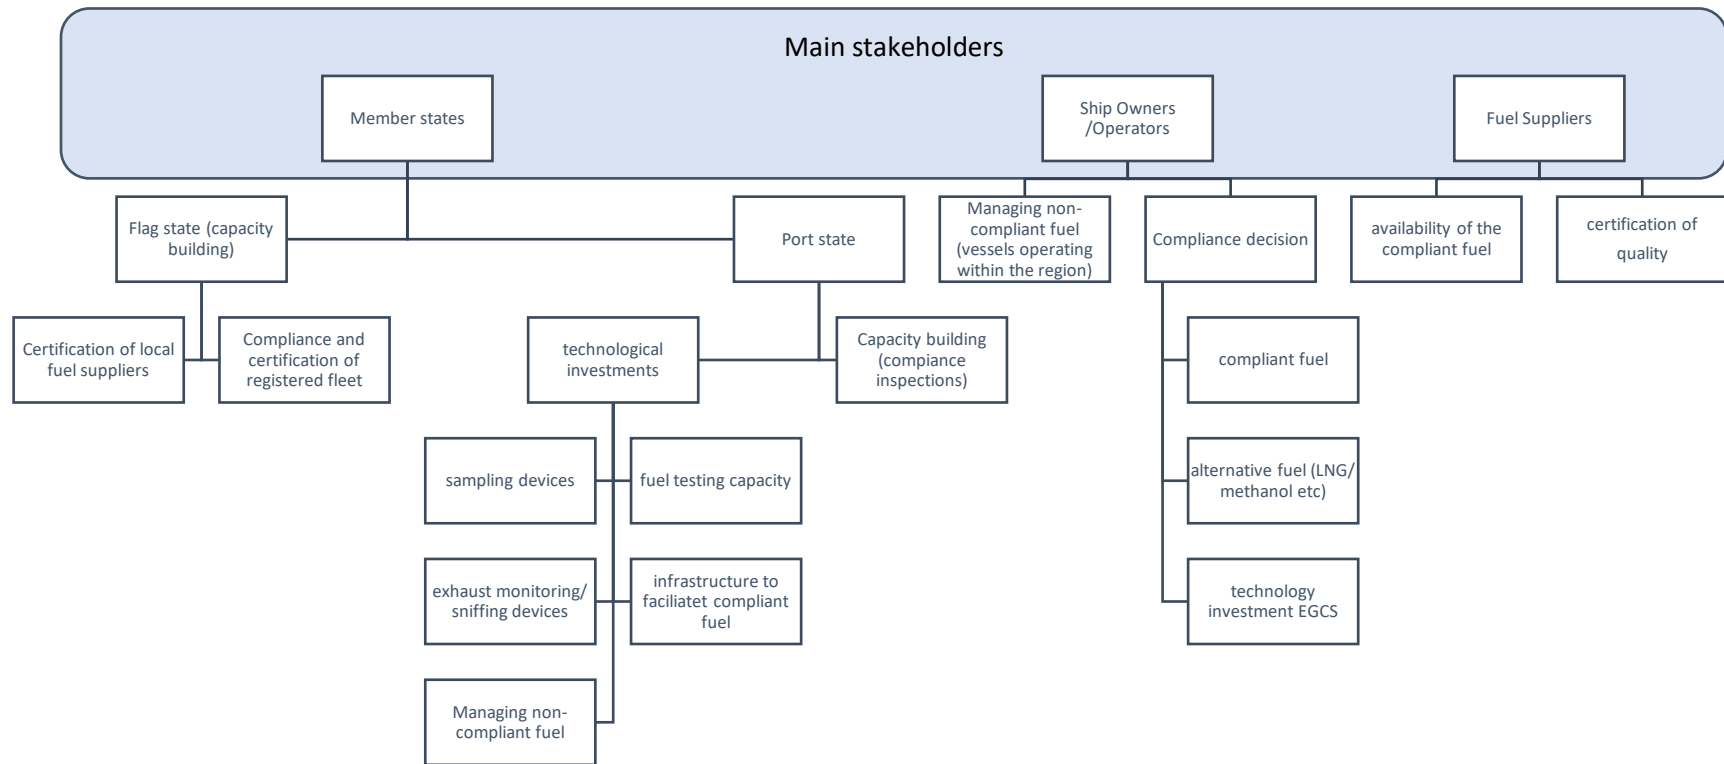 Main stakeholders
Member states
Ship Owners
/Operators
Fuel Suppliers
Flag state (capacity
building)
Port state
Managing non-
compliant fuel
(vessels operating
within the region)
Compliance decision
availability of the
compliant fuel
certification of
quality
Certification of local
fuel suppliers
Compliance and
certification of
registered fleet
technological
investments
Capacity building
(compiance
inspections)
compliant fuel
sampling devices
fuel testing capacity
alternative fuel (LNG/
methanol etc)
exhaust monitoring/
sniffing devices
infrastructure to
faciliatet compliant
fuel
technology
investment EGCS
Managing non-
compliant fuel